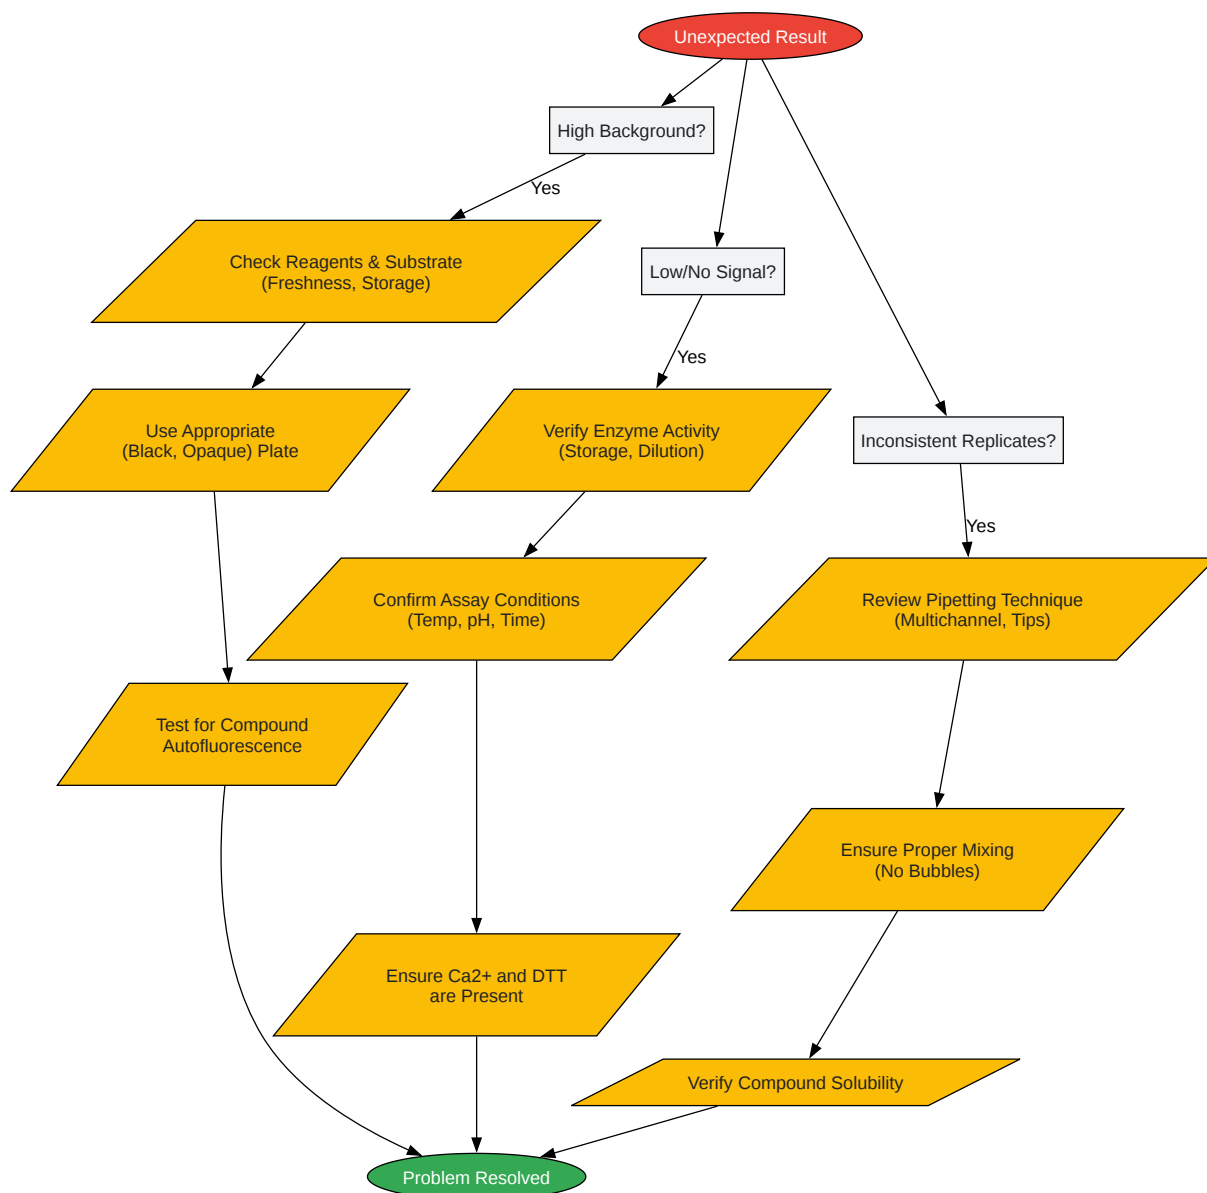 Unexpected Result
High Background?
Yes
Check Reagents & Substrate
(Freshness, Storage)
Low/No Signal?
Yes
Use Appropriate
(Black, Opaque) Plate
Verify Enzyme Activity
(Storage, Dilution)
Inconsistent Replicates?
Yes
Confirm Assay Conditions
(Temp, pH, Time)
Review Pipetting Technique
(Multichannel, Tips)
Test for Compound
Autofluorescence
Ensure Proper Mixing
(No Bubbles)
Ensure Ca2+ and DTT
are Present
Verify Compound Solubility
Problem Resolved